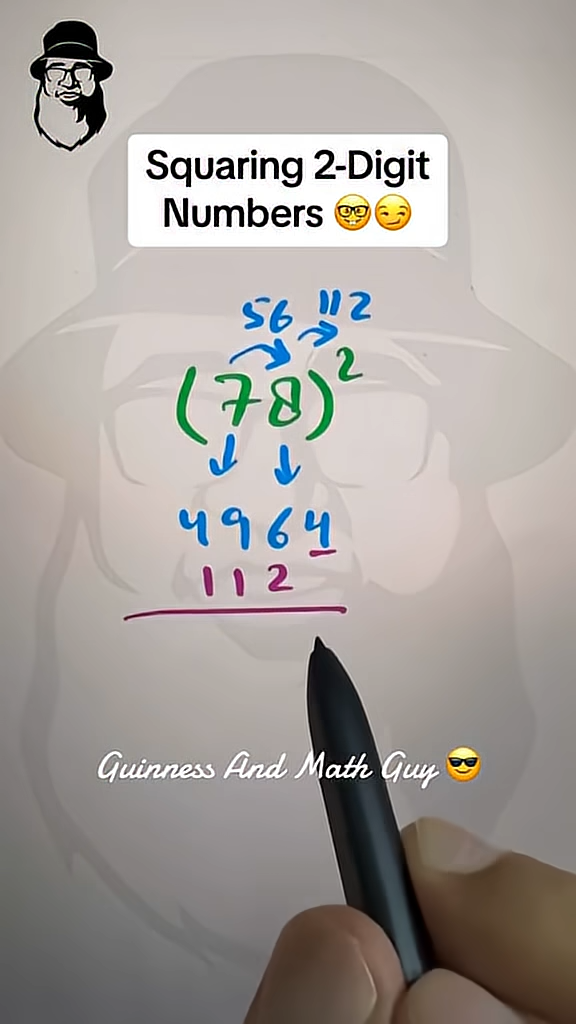 Squaring 2-Digit
Numbers 🤓😏
56 112
(78)²
4964
112
Guinness And Math Guy 😎